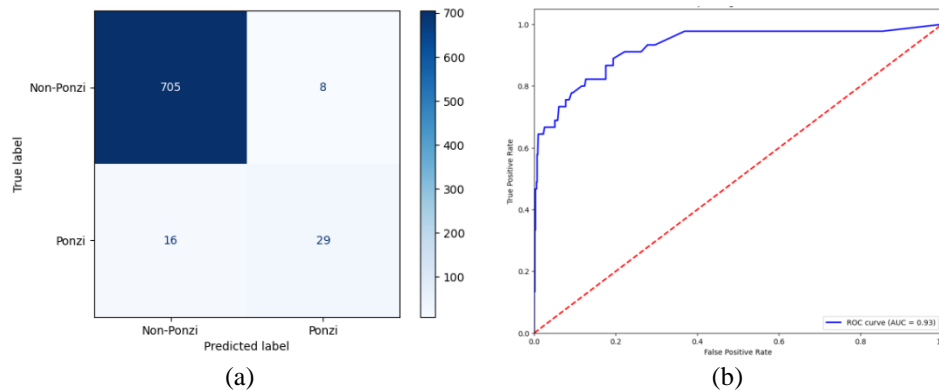 True label
Non-Ponzi
Ponzi
705
8
16
29
Non-Ponzi
Ponzi
Predicted label
700
600
500
400
300
200
100
(a)
True Positive Rate
1.0
0.8
0.6
0.4
0.2
0.0
0.0
0.2
0.4
0.6
0.8
False Positive Rate
ROC curve (AUC = 0.93)
(b)